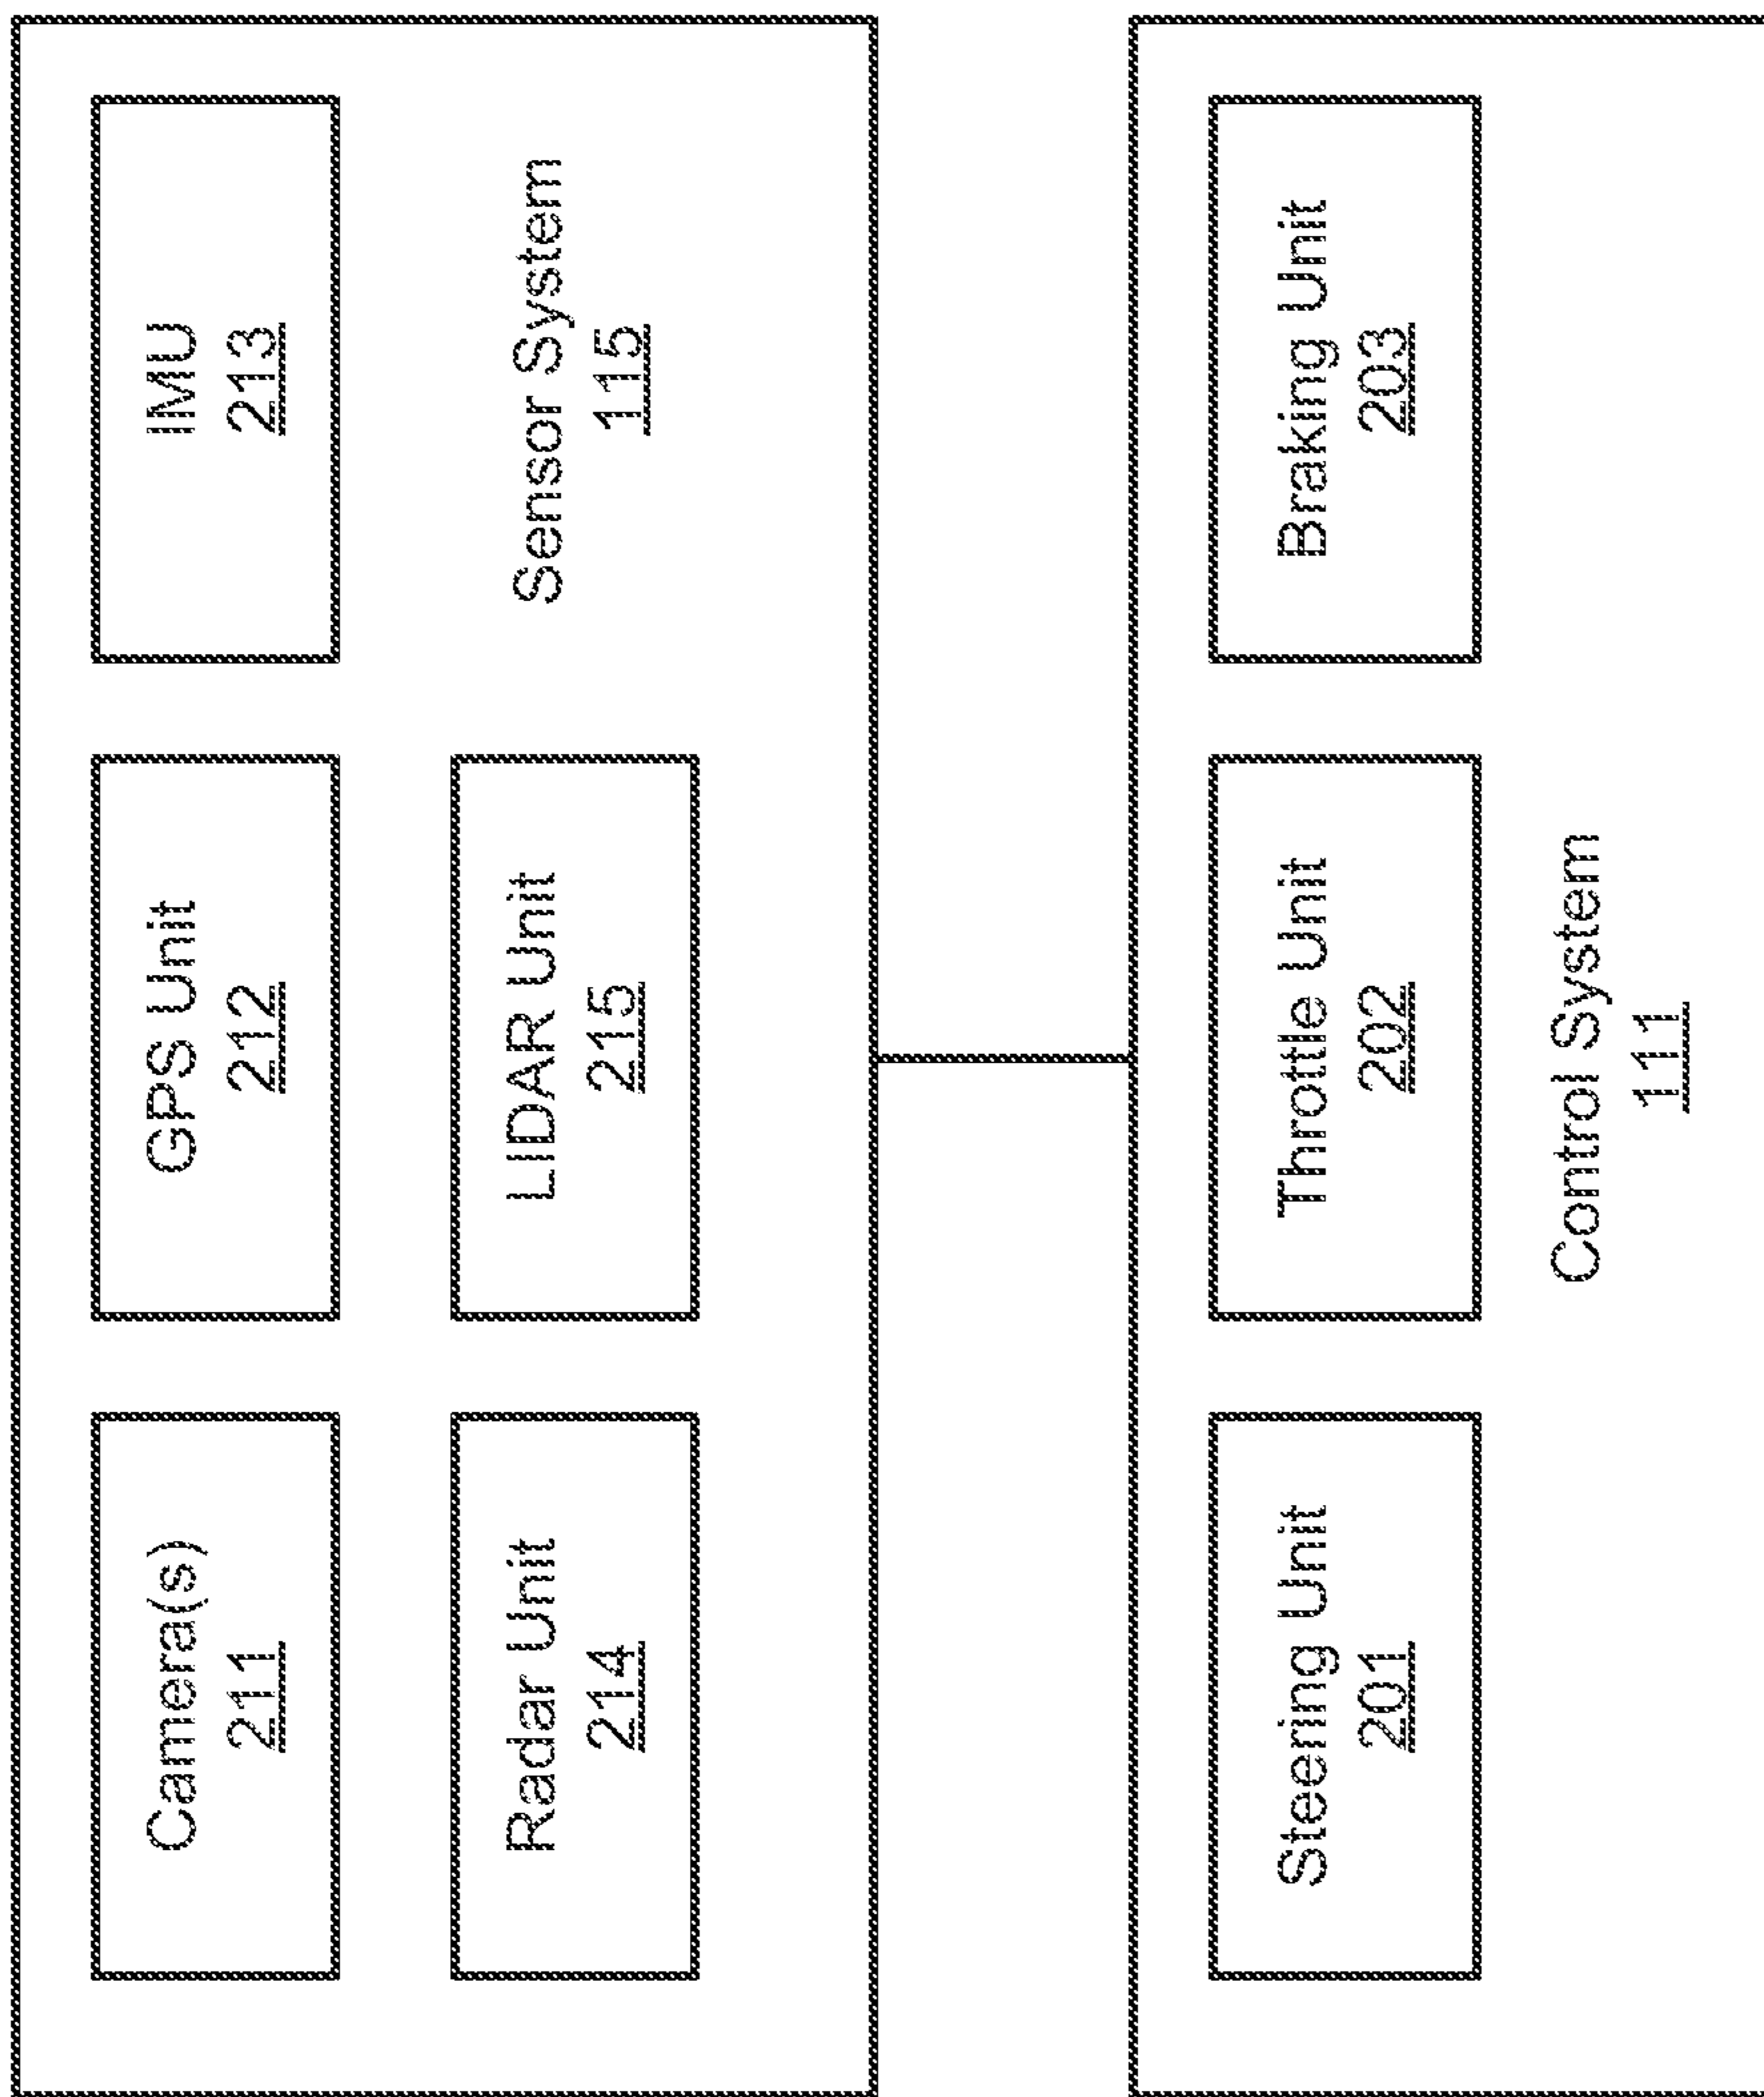 Camera(s)
211
GPS Unit
212
IMU
213
Radar Unit
214
LIDAR Unit
215
Sensor System
115
Steering Unit
201
Throttle Unit
202
Braking Unit
203
Control System
111